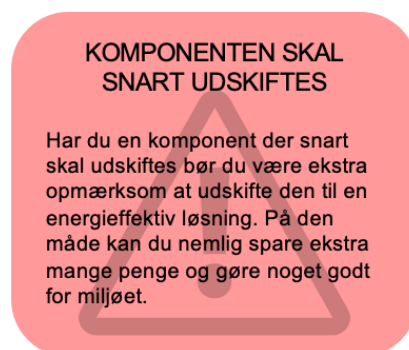 KOMPONENTEN SKAL
SNART UDSKIFTES
Har du en komponent der snart
skal udskiftes bør du være ekstra
opmærksom at udskifte den til en
energieffektiv løsning. På den
måde kan du nemlig spare ekstra
mange penge og gøre noget godt
for miljøet.